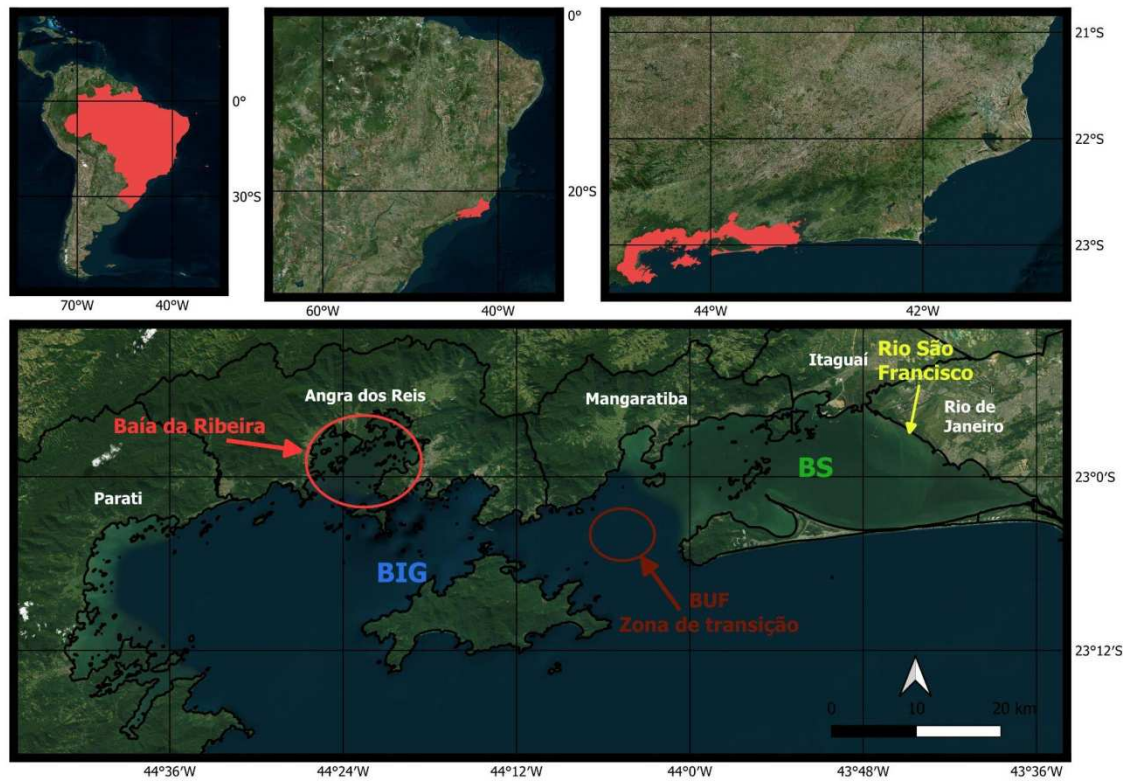 0°
21°S
0°
22°S
30°S
20°S
23°S
70°W 40°W
60°W 40°W
44°W 42°W
Itaguaí
Rio São
Francisco
Angra dos Reis
Mangaratiba
Rio de
Janeiro
Baía da Ribeira
BS
23°0'S
Parati
BIG
BUF
Zona de transição
23°12'S
0 10 20 km
44°36'W 44°24'W 44°12'W 44°0'W 43°48'W 43°36'W